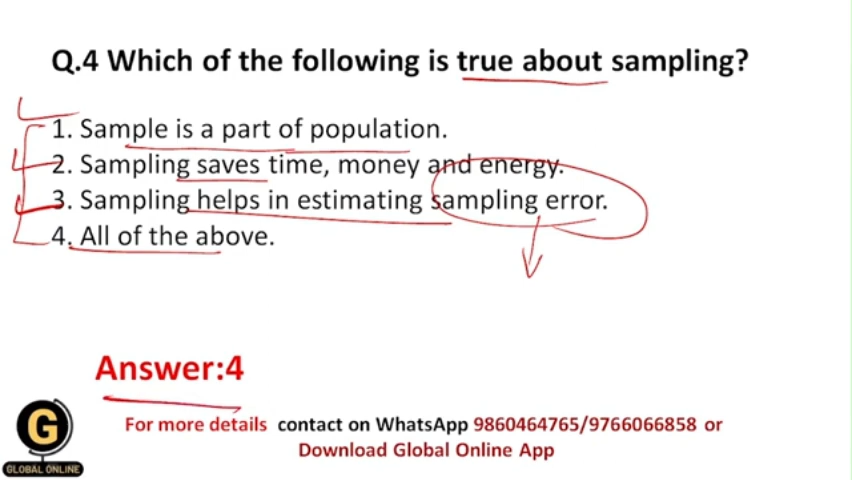 Q.4 Which of the following is true about sampling?
1. Sample is a part of population.
2. Sampling saves time, money and energy.
3. Sampling helps in estimating sampling error.
4. All of the above.
Answer:4
For more details contact on WhatsApp 9860464765/9766066858 or
Download Global Online App
G
GLOBAL ONLINE